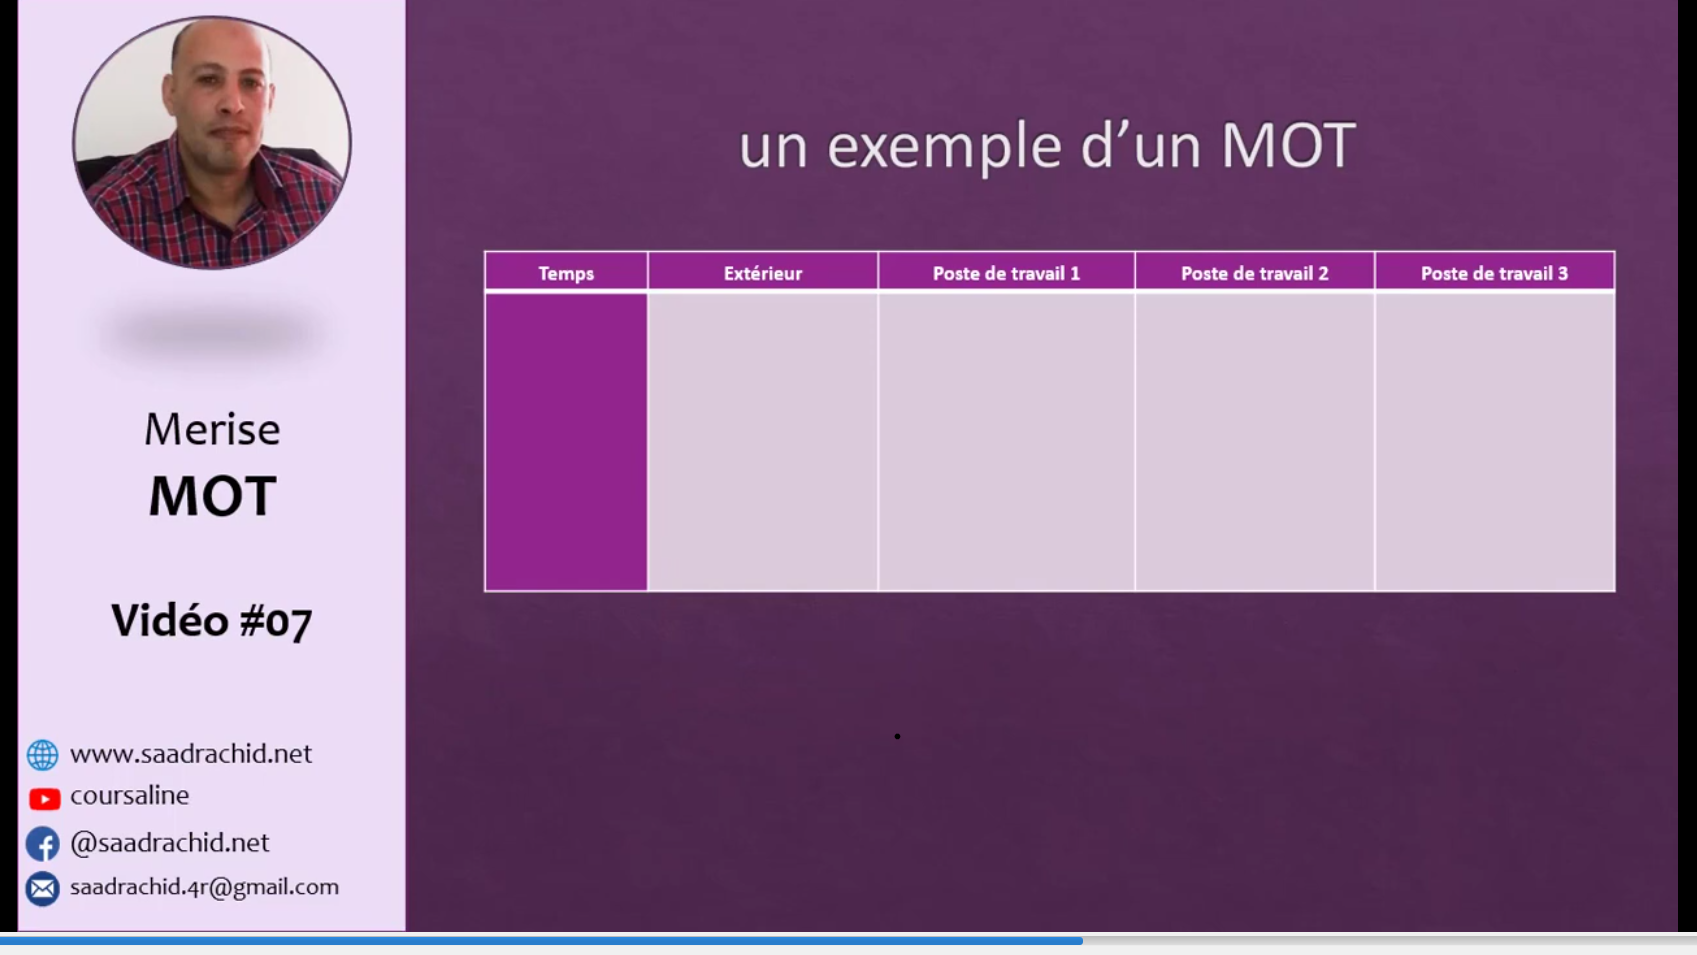 Merise
MOT
Vidéo #07
www.saadrachid.net
coursaline
@saadrachid.net
saadrachid.4r@gmail.com
un exemple d’un MOT
Temps Extérieur Poste de travail 1 Poste de travail 2 Poste de travail 3